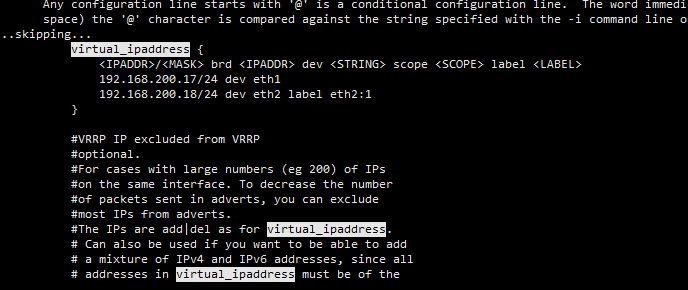 Any configuration line starts with '@' is a conditional configuration line. The word immedi
space) the '@' character is compared against the string specified with the -i command line o
..skipping...
virtual_ipaddress {
<IPADDR>/<MASK> brd <IPADDR> dev <STRING> scope <SCOPE> label <LABEL>
192.168.200.17/24 dev eth1
192.168.200.18/24 dev eth2 label eth2:1
}
#VRRP IP excluded from VRRP
#optional.
#For cases with large numbers (eg 200) of IPs
#on the same interface. To decrease the number
#of packets sent in adverts, you can exclude
#most IPs from adverts.
#The IPs are add|del as for virtual_ipaddress.
# Can also be used if you want to be able to add
# a mixture of IPv4 and IPv6 addresses, since all
# addresses in virtual_ipaddress must be of the